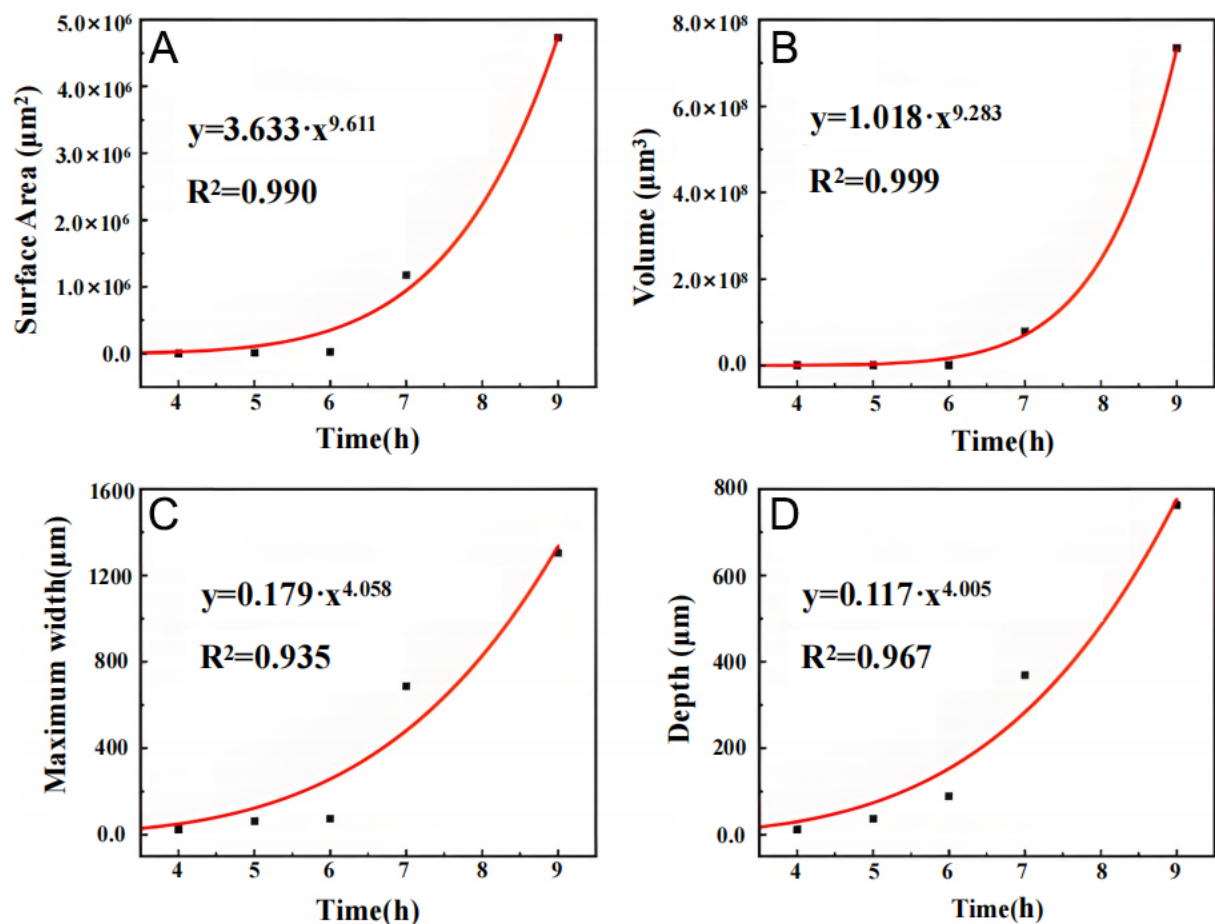 A
5.0×10⁶
4.0×10⁶
3.0×10⁶
2.0×10⁶
1.0×10⁶
0.0
Surface Area (μm²)
y=3.633·x⁹·⁶¹¹
R²=0.990
4 5 6 7 8 9
Time(h)
B
8.0×10⁸
6.0×10⁸
4.0×10⁸
2.0×10⁸
0.0
Volume (μm³)
y=1.018·x⁹·²⁸³
R²=0.999
4 5 6 7 8 9
Time(h)
C
1600
1200
800
400
0.0
Maximum width(μm)
y=0.179·x⁴·⁰⁵⁸
R²=0.935
4 5 6 7 8 9
Time(h)
D
800
600
400
200
0.0
Depth (μm)
y=0.117·x⁴·⁰⁰⁵
R²=0.967
4 5 6 7 8 9
Time(h)